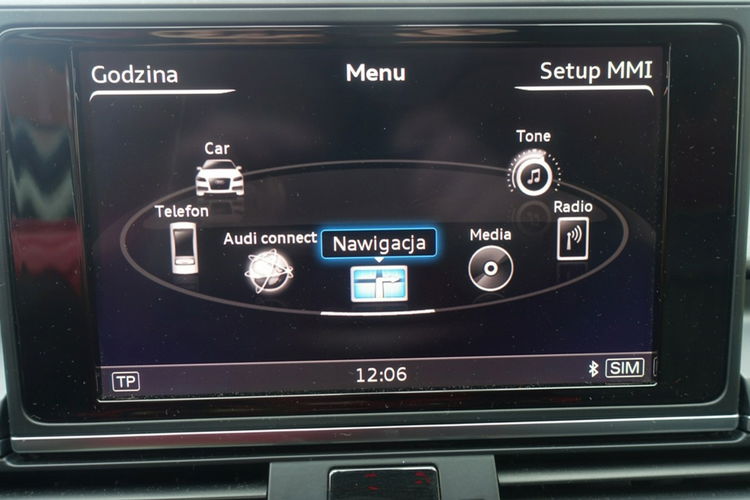 Godzina
Menu
Setup MMI
Car
Tone
Telefon
Radio
Audi connect
Nawigacja
Media
TP
12:06
SIM